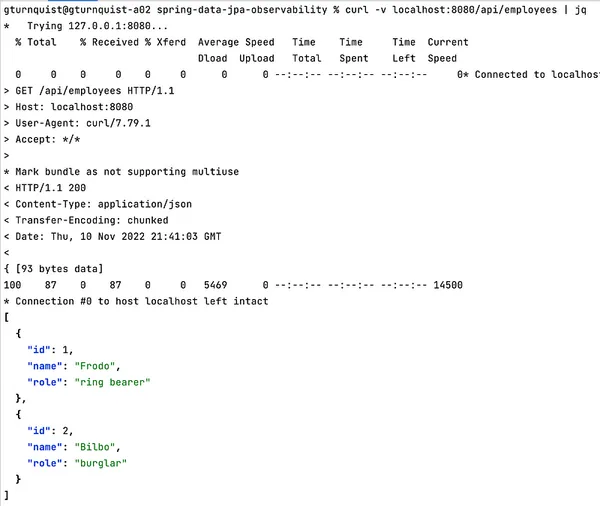 gturnquist@gturnquist-a02 spring-data-jpa-observability % curl -v localhost:8080/api/employees | jq
*   Trying 127.0.0.1:8080...
  % Total    % Received % Xferd  Average Speed   Time    Time     Time  Current
                                 Dload  Upload   Total   Spent    Left  Speed
  0     0    0     0    0     0      0      0 --:--:-- --:--:-- --:--:--     0* Connected to localhos
> GET /api/employees HTTP/1.1
> Host: localhost:8080
> User-Agent: curl/7.79.1
> Accept: */*
>
* Mark bundle as not supporting multiuse
< HTTP/1.1 200
< Content-Type: application/json
< Transfer-Encoding: chunked
< Date: Thu, 10 Nov 2022 21:41:03 GMT
<
{ [93 bytes data]
100    87    0    87    0     0   5469      0 --:--:-- --:--:-- --:--:-- 14500
* Connection #0 to host localhost left intact
[
  {
    "id": 1,
    "name": "Frodo",
    "role": "ring bearer"
  },
  {
    "id": 2,
    "name": "Bilbo",
    "role": "burglar"
  }
]